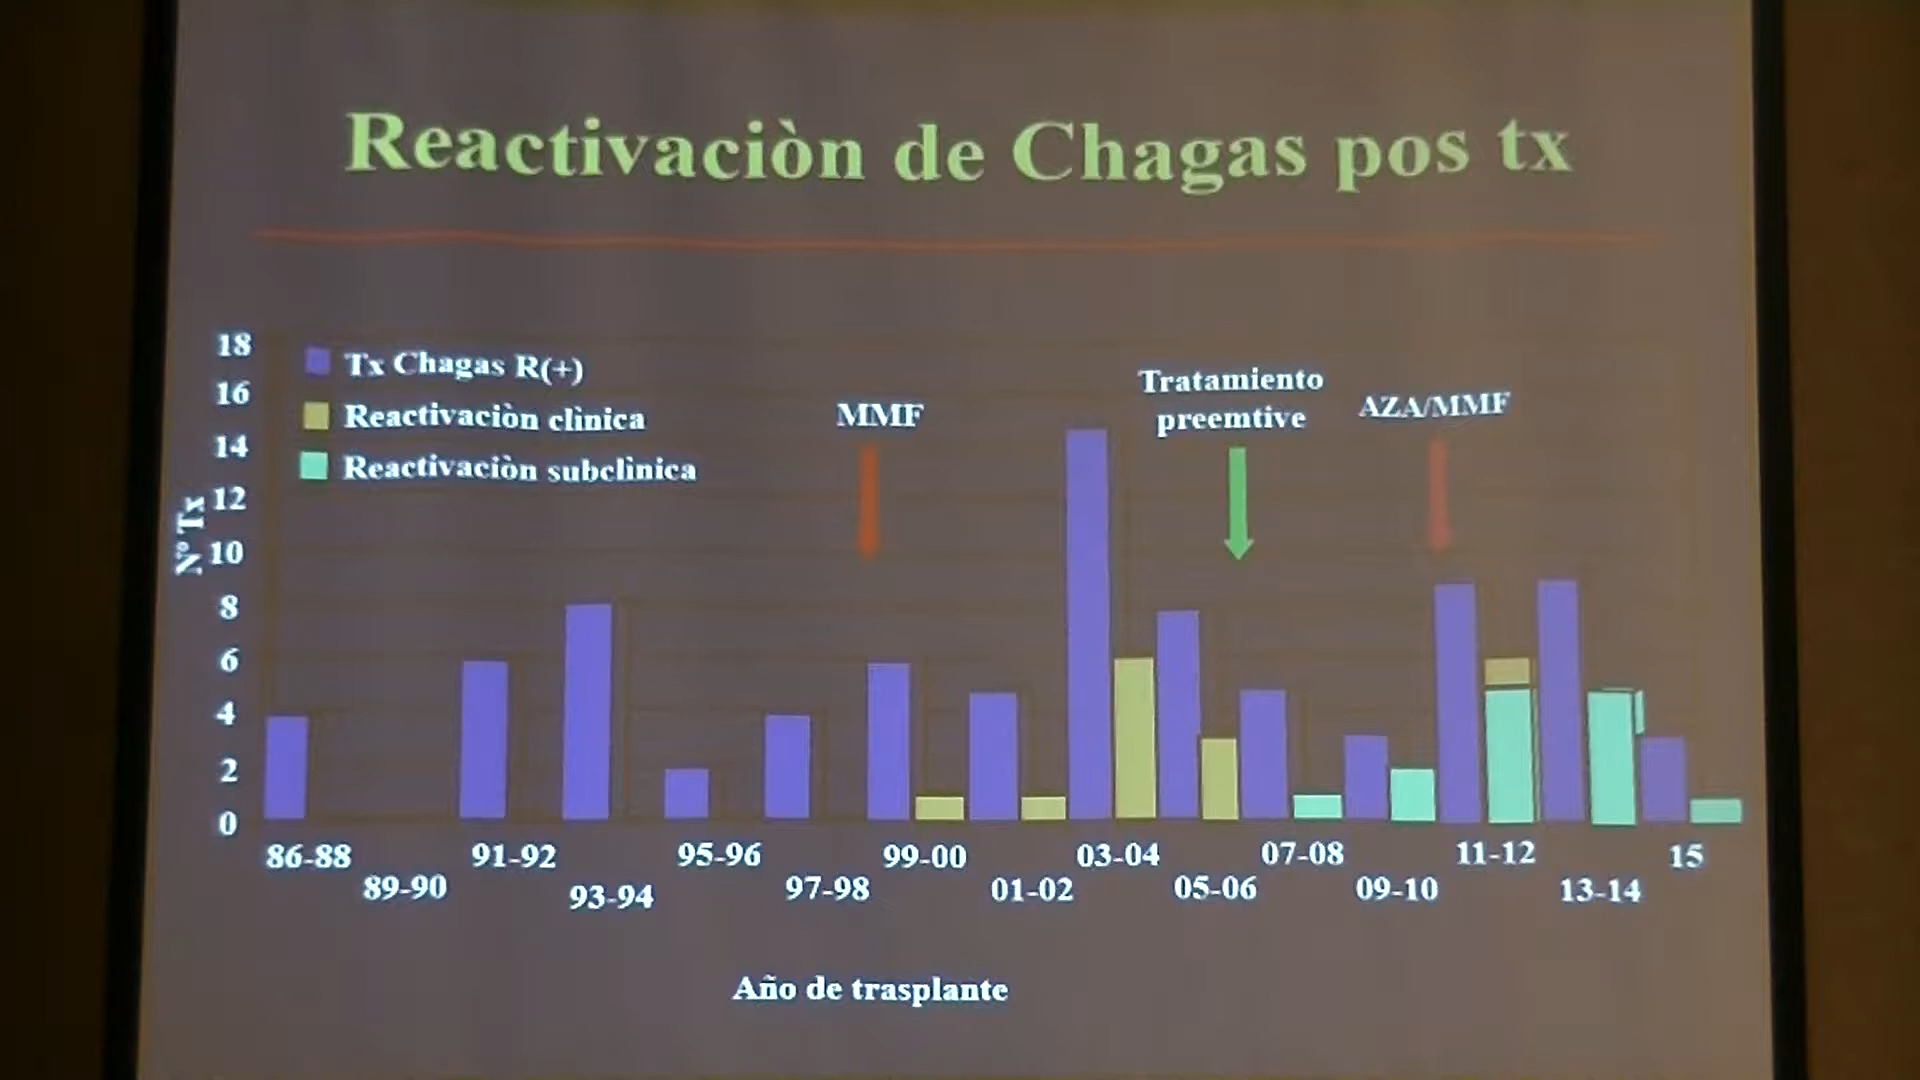 Reactivaciòn de Chagas pos tx
18
16
14
12
10
8
6
4
2
0
NºTx
Tx Chagas R(+)
Reactivaciòn clìnica
Reactivaciòn subclìnica
MMF
Tratamiento
preemtive
AZA/MMF
86-88
89-90
91-92
93-94
95-96
97-98
99-00
01-02
03-04
05-06
07-08
09-10
11-12
13-14
15
Año de trasplante